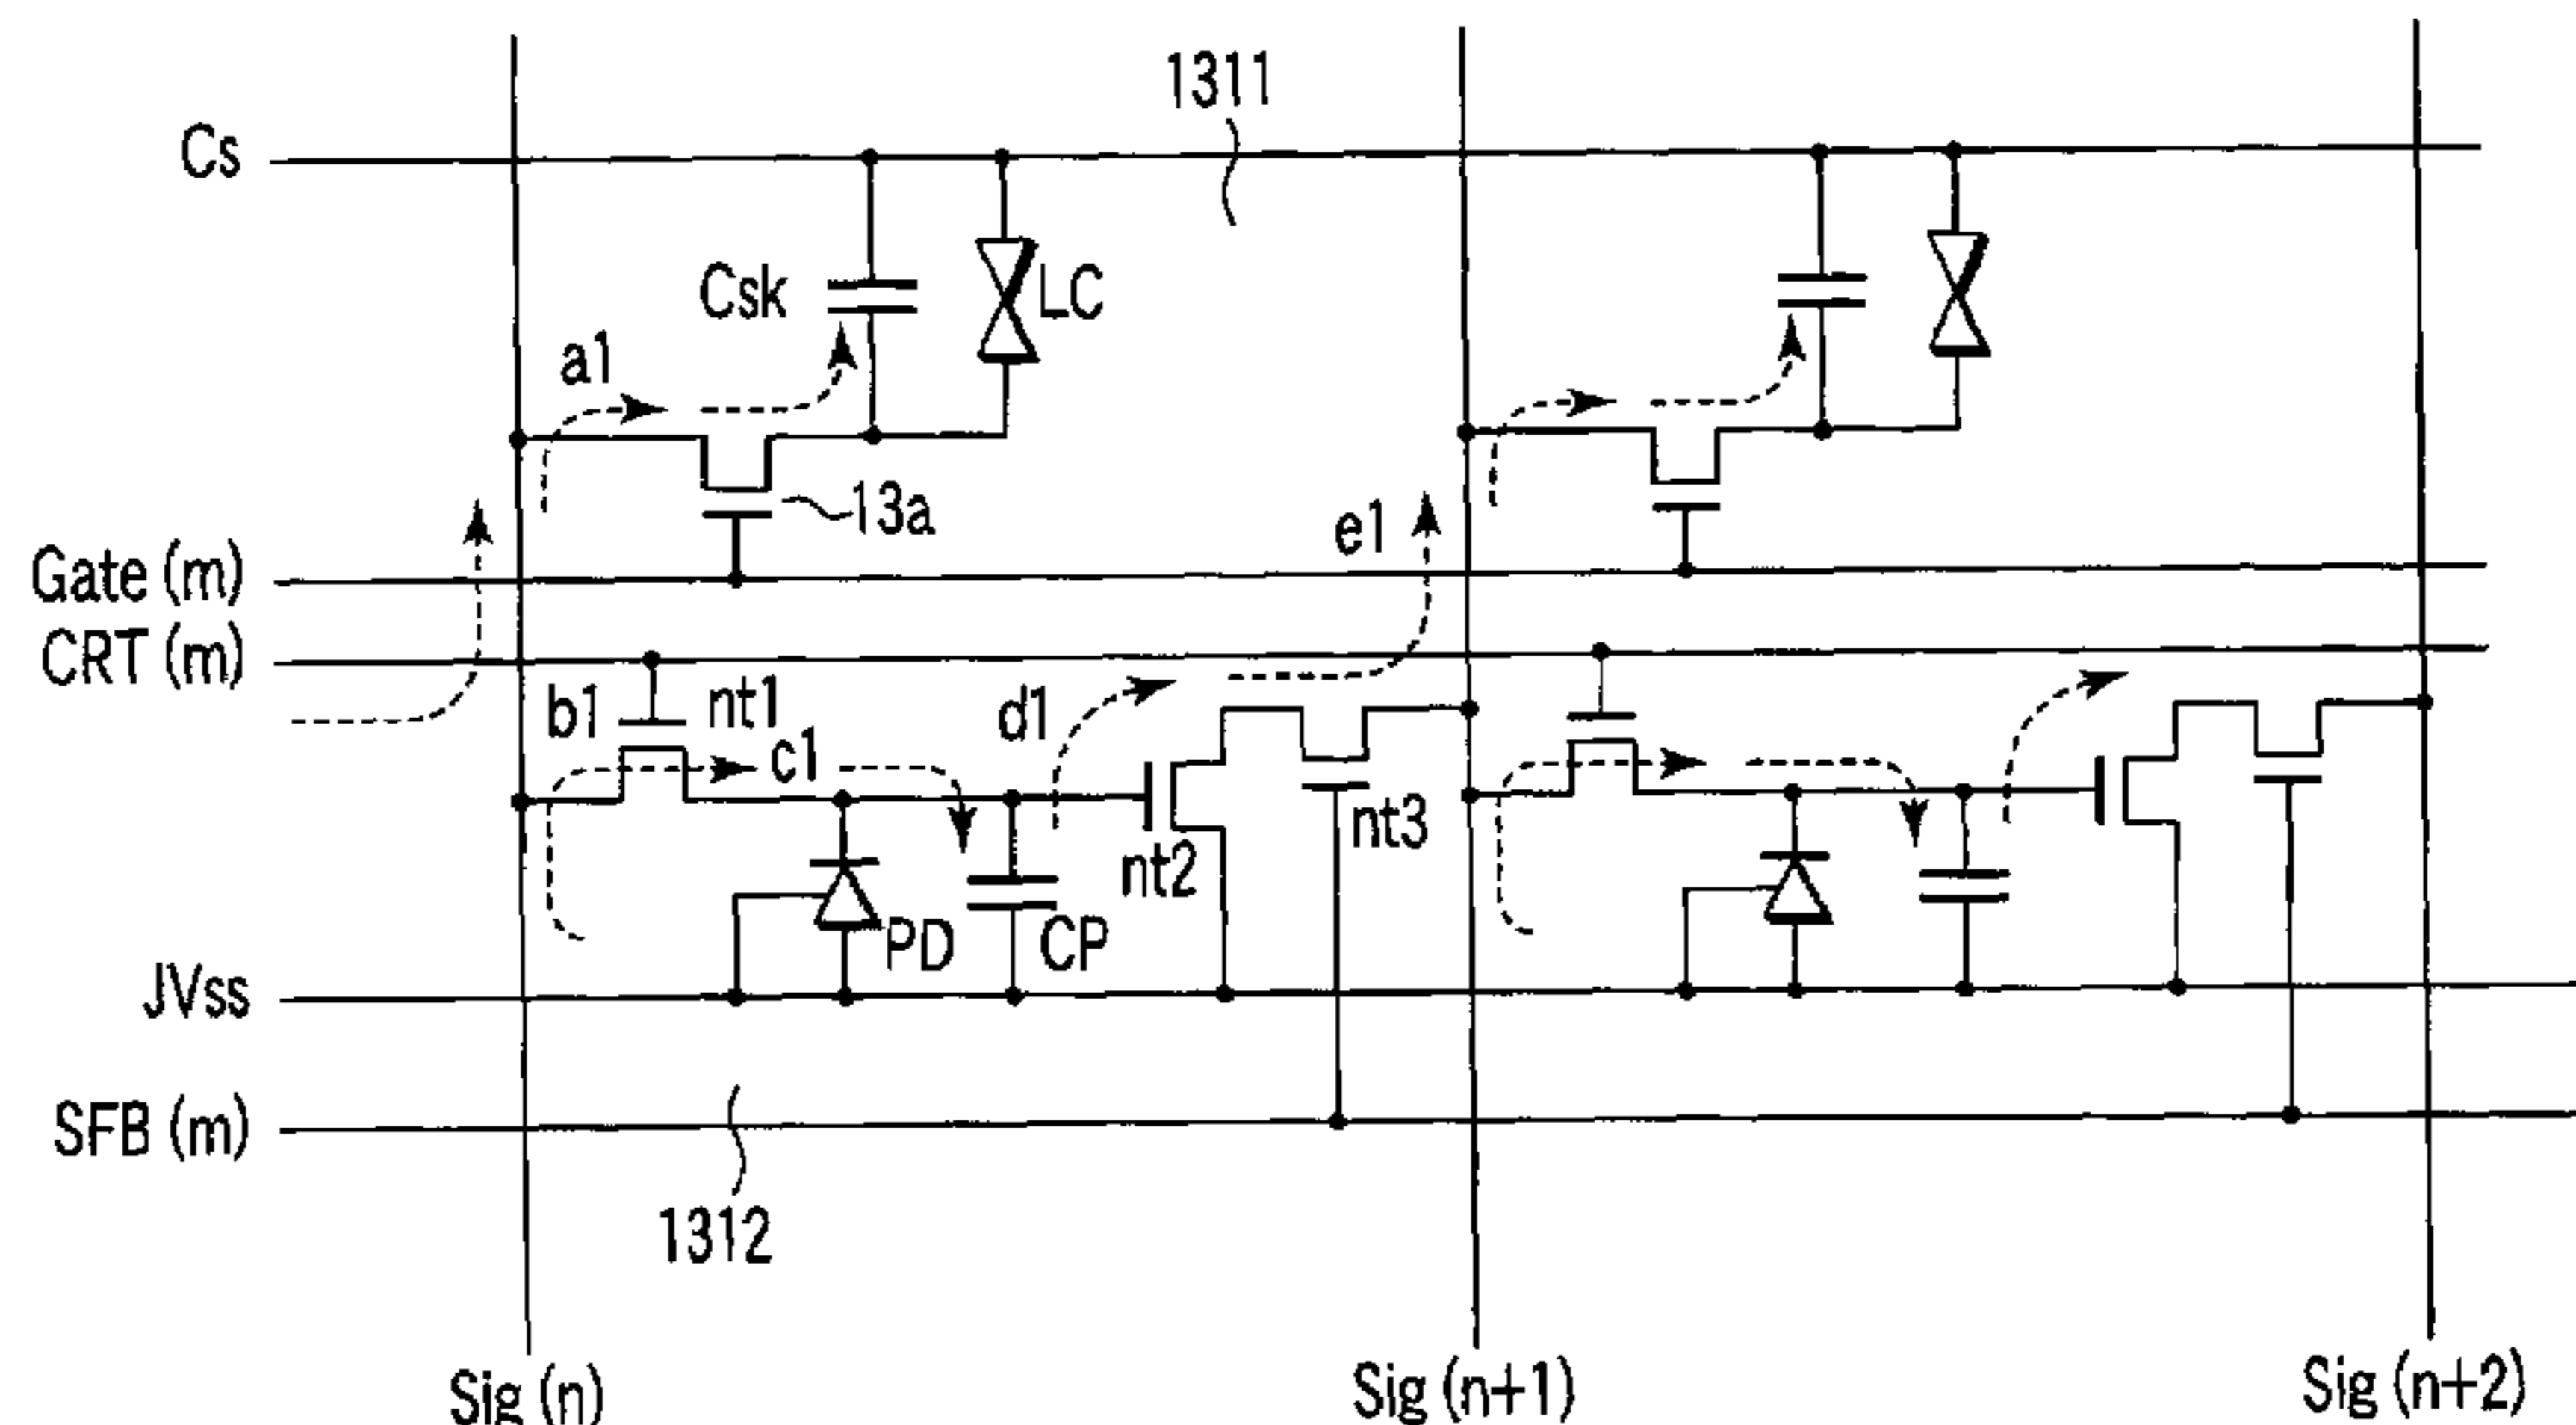 1311
Cs
Csk
LC
a1
13a
e1
Gate (m)
CRT (m)
b1
nt1
c1
d1
nt2
nt3
PD
CP
JVss
SFB (m)
1312
Sig (n)
Sig (n+1)
Sig (n+2)